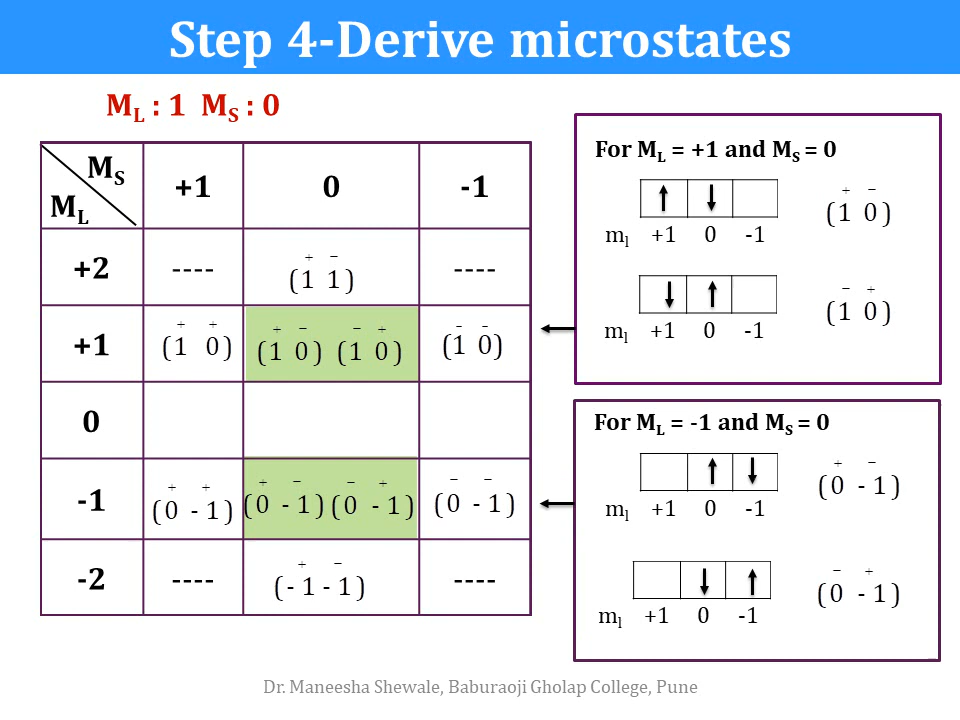 Step 4-Derive microstates
M_L : 1 M_S : 0
M_S
M_L
+1 0 -1
+2 ---- (1⁺ 1⁻) ----
+1 (1⁺ 0⁺) (1⁺ 0⁻) (1⁻ 0⁺) (1⁻ 0⁻)
0
-1 (0⁺ -1⁺) (0⁺ -1⁻) (0⁻ -1⁺) (0⁻ -1⁻)
-2 ---- (-1⁺ -1⁻) ----
For M_L = +1 and M_S = 0
(1⁺ 0⁻)
m_l +1 0 -1
(1⁻ 0⁺)
m_l +1 0 -1
For M_L = -1 and M_S = 0
(0⁺ -1⁻)
m_l +1 0 -1
(0⁻ -1⁺)
m_l +1 0 -1
Dr. Maneesha Shewale, Baburaoji Gholap College, Pune